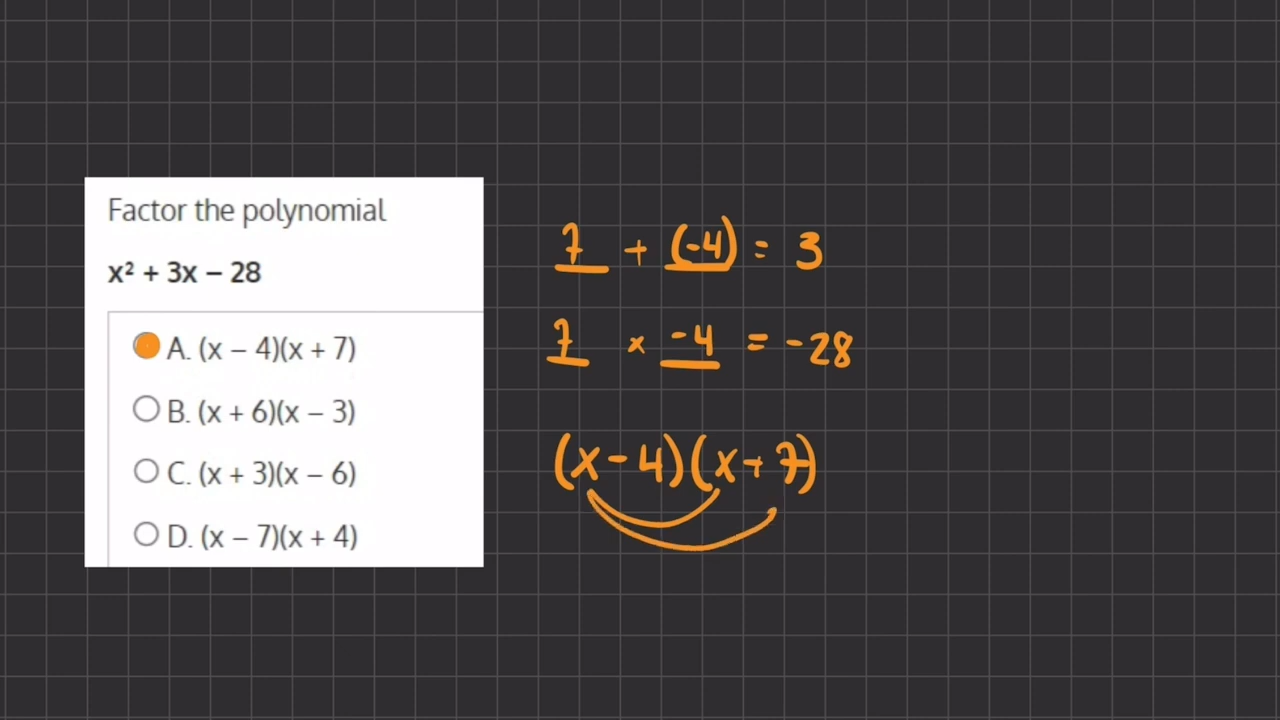 Factor the polynomial
x² + 3x – 28
A. (x – 4)(x + 7)
B. (x + 6)(x – 3)
C. (x + 3)(x – 6)
D. (x – 7)(x + 4)
7 + (-4) = 3
7 × -4 = -28
(x-4)(x+7)